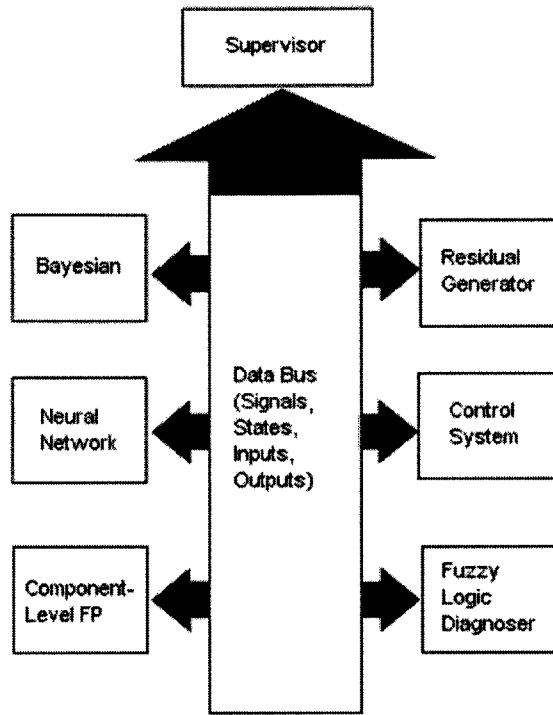 Supervisor
Bayesian
Residual
Generator
Data Bus
(Signals,
States,
Inputs,
Outputs)
Neural
Network
Control
System
Component-
Level FP
Fuzzy
Logic
Diagnoser